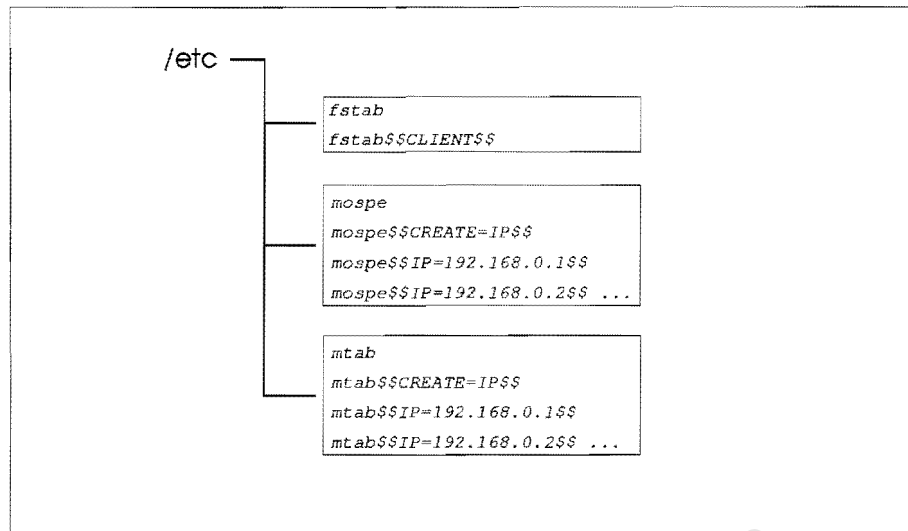 /etc
fstab
fstab$$CLIENT$$
mospe
mospe$$CREATE=IP$$
mospe$$IP=192.168.0.1$$
mospe$$IP=192.168.0.2$$ ...
mtab
mtab$$CREATE=IP$$
mtab$$IP=192.168.0.1$$
mtab$$IP=192.168.0.2$$ ...